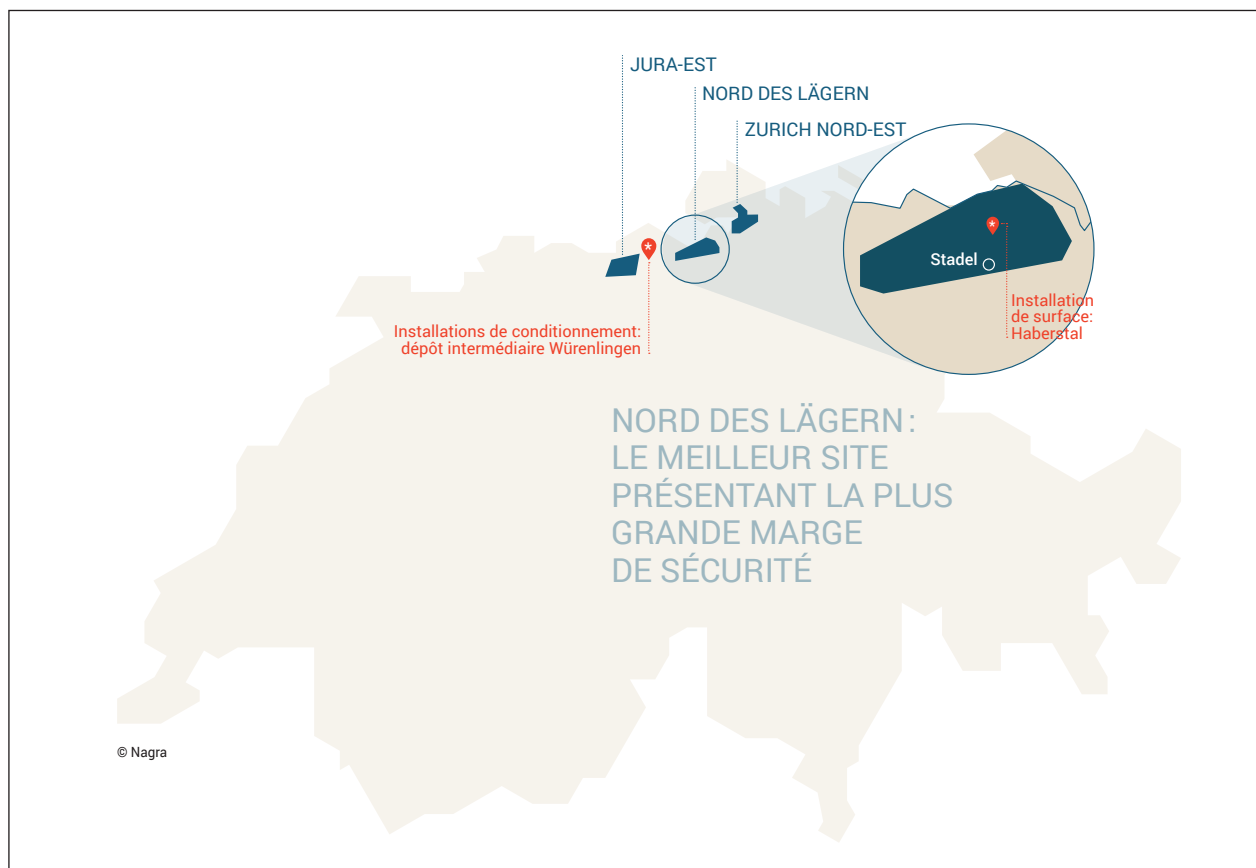 JURA-EST
NORD DES LÄGERN
ZURICH NORD-EST
Stadel
Installation
de surface:
Haberstal
Installations de conditionnement:
dépôt intermédiaire Würenlingen
NORD DES LÄGERN :
LE MEILLEUR SITE
PRÉSENTANT LA PLUS
GRANDE MARGE
DE SÉCURITÉ
© Nagra